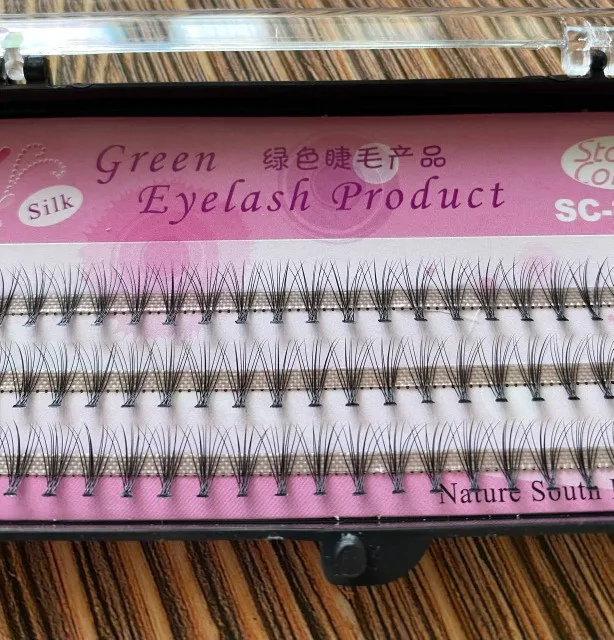 Green 绿色睫毛产品
Silk
Eyelash Product
SC-
Nature South